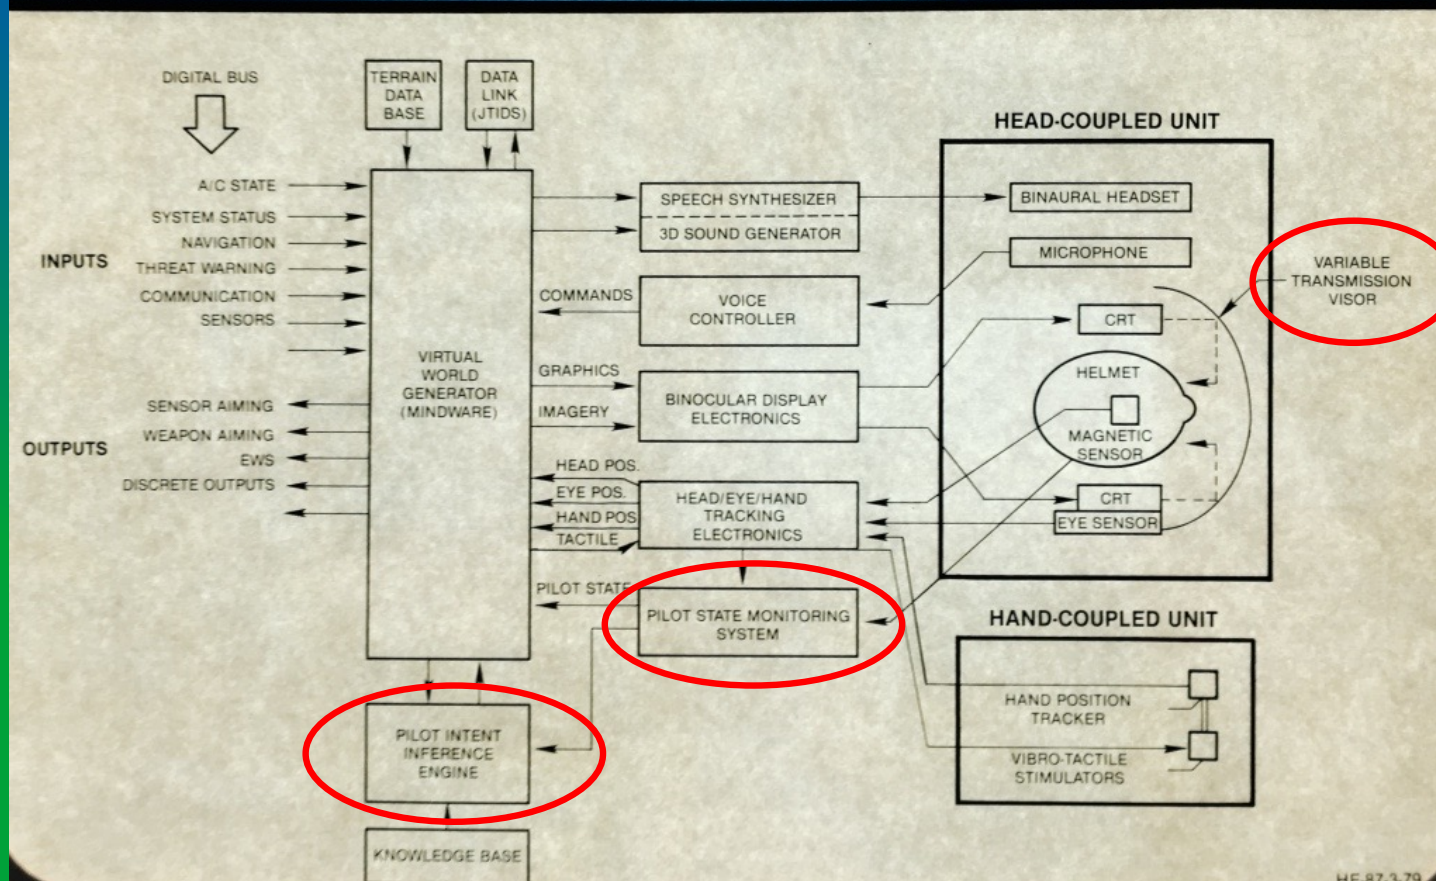 DIGITAL BUS
TERRAIN
DATA
BASE
DATA
LINK
(JTIDS)
INPUTS
A/C STATE
SYSTEM STATUS
NAVIGATION
THREAT WARNING
COMMUNICATION
SENSORS
OUTPUTS
SENSOR AIMING
WEAPON AIMING
EWS
DISCRETE OUTPUTS
VIRTUAL
WORLD
GENERATOR
(MINDWARE)
SPEECH SYNTHESIZER
3D SOUND GENERATOR
COMMANDS
VOICE
CONTROLLER
GRAPHICS
IMAGERY
BINOCULAR DISPLAY
ELECTRONICS
HEAD POS.
EYE POS.
HAND POS
TACTILE
HEAD/EYE/HAND
TRACKING
ELECTRONICS
PILOT STATE
PILOT STATE MONITORING
SYSTEM
PILOT INTENT
INFERENCE
ENGINE
KNOWLEDGE BASE
HEAD-COUPLED UNIT
BINAURAL HEADSET
MICROPHONE
CRT
HELMET
MAGNETIC
SENSOR
CRT
EYE SENSOR
VARIABLE
TRANSMISSION
VISOR
HAND-COUPLED UNIT
HAND POSITION
TRACKER
VIBRO-TACTILE
STIMULATORS
HE-87-3-79